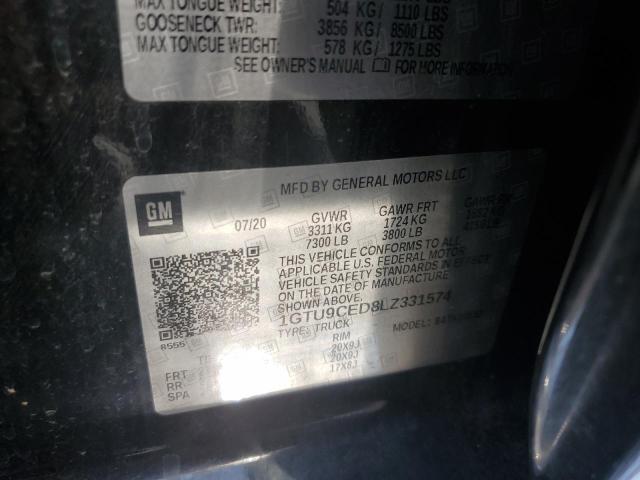 MAX TONGUE WEIGHT: 504 KG/ 1110 LBS
GOOSENECK TWR: 3856 KG/ 8500 LBS
MAX TONGUE WEIGHT: 578 KG/ 1275 LBS
SEE OWNER'S MANUAL FOR MORE INFORMATION
MFD BY GENERAL MOTORS LLC
GM
07/20
GVWR
3311 KG
7300 LB
GAWR FRT
1724 KG
3800 LB
GAWR
THIS VEHICLE CONFORMS TO ALL
APPLICABLE U.S. FEDERAL MOTOR
VEHICLE SAFETY STANDARDS IN
EFFECT ON THE DATE OF MANUFACTURE
SHOWN ABOVE.
1GTU9CED8LZ331574
TYPE: TRUCK
MODEL:
8555
RIM
FRT 20X9J
RR 20X9J
SPA 17X8J